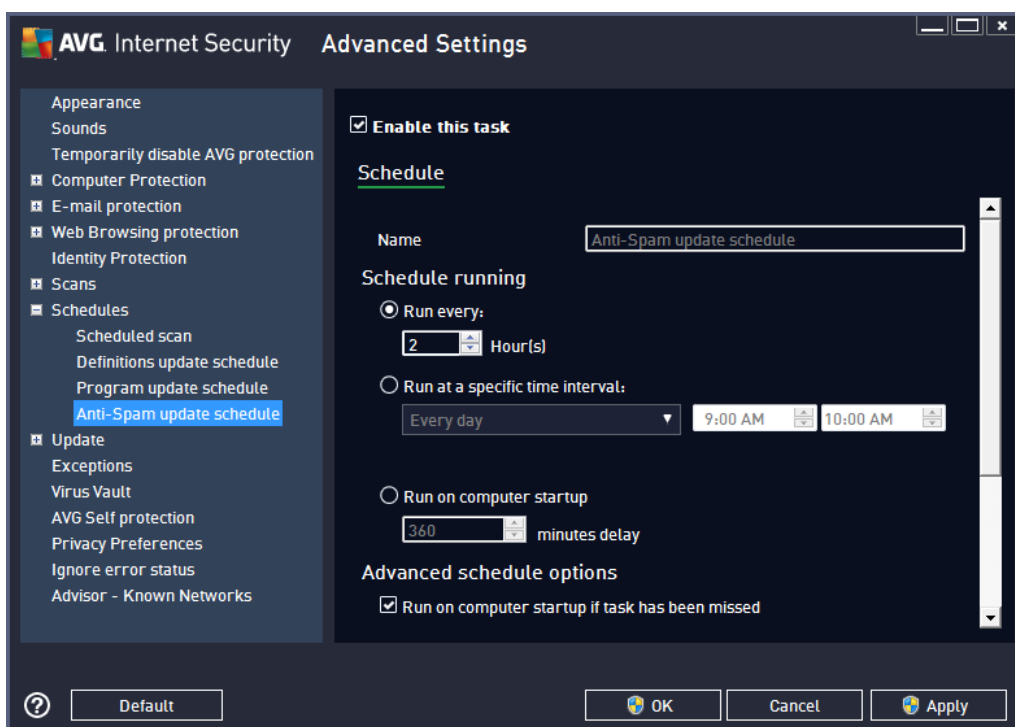 AVG. Internet Security Advanced Settings
Appearance
Sounds
Temporarily disable AVG protection
Computer Protection
E-mail protection
Web Browsing protection
Identity Protection
Scans
Schedules
Scheduled scan
Definitions update schedule
Program update schedule
Anti-Spam update schedule
Update
Exceptions
Virus Vault
AVG Self protection
Privacy Preferences
Ignore error status
Advisor - Known Networks
Enable this task
Schedule
Name Anti-Spam update schedule
Schedule running
Run every:
2 Hour(s)
Run at a specific time interval:
Every day 9:00 AM 10:00 AM
Run on computer startup
360 minutes delay
Advanced schedule options
Run on computer startup if task has been missed
? Default OK Cancel Apply